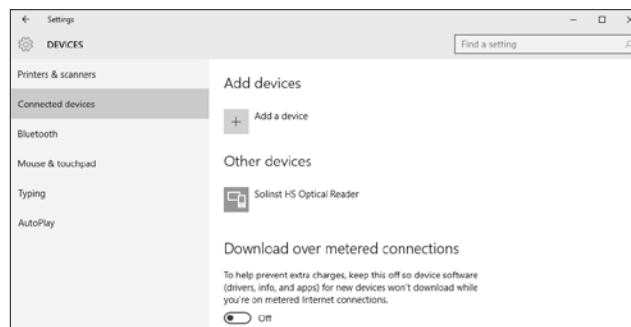 Settings
DEVICES
Find a setting
Printers & scanners
Connected devices
Bluetooth
Mouse & touchpad
Typing
AutoPlay
Add devices
Add a device
Other devices
Solinst HS Optical Reader
Download over metered connections
To help prevent extra charges, keep this off so device software
(drivers, info, and apps) for new devices won't download while
you're on metered Internet connections.
Off